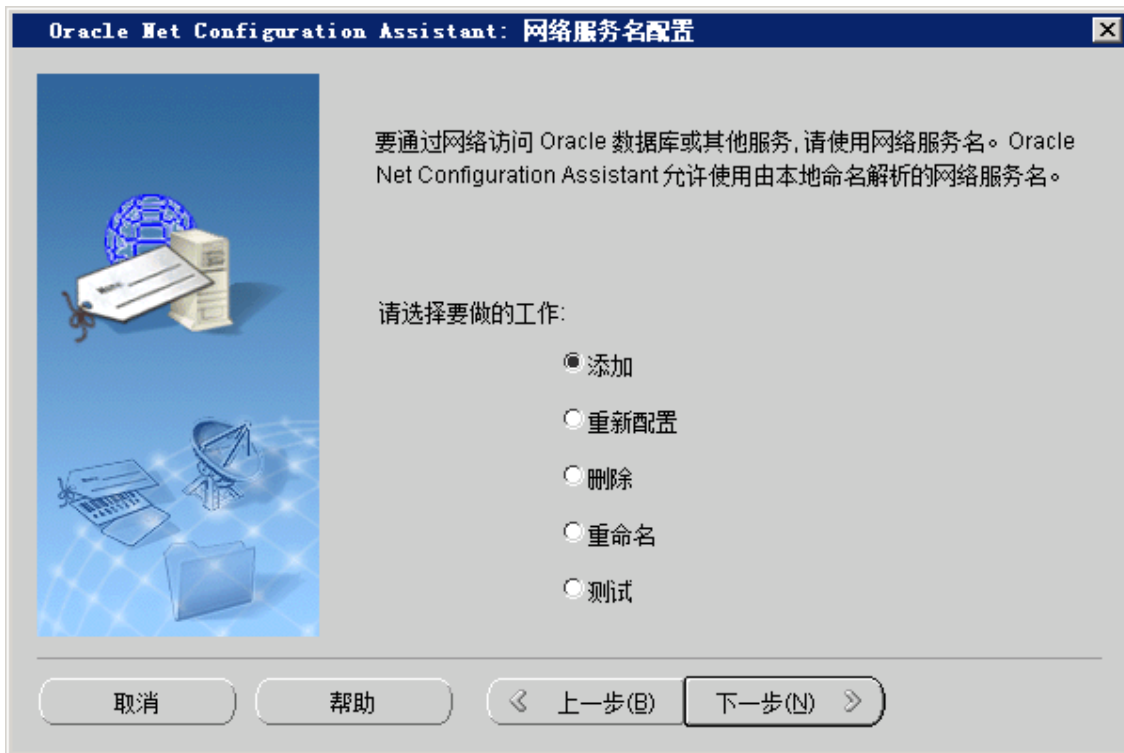 Oracle Net Configuration Assistant: 网络服务名配置
要通过网络访问 Oracle 数据库或其他服务,请使用网络服务名。Oracle
Net Configuration Assistant 允许使用由本地命名解析的网络服务名。
请选择要做的工作:
添加
重新配置
删除
重命名
测试
取消
帮助
上一步(B)
下一步(N)